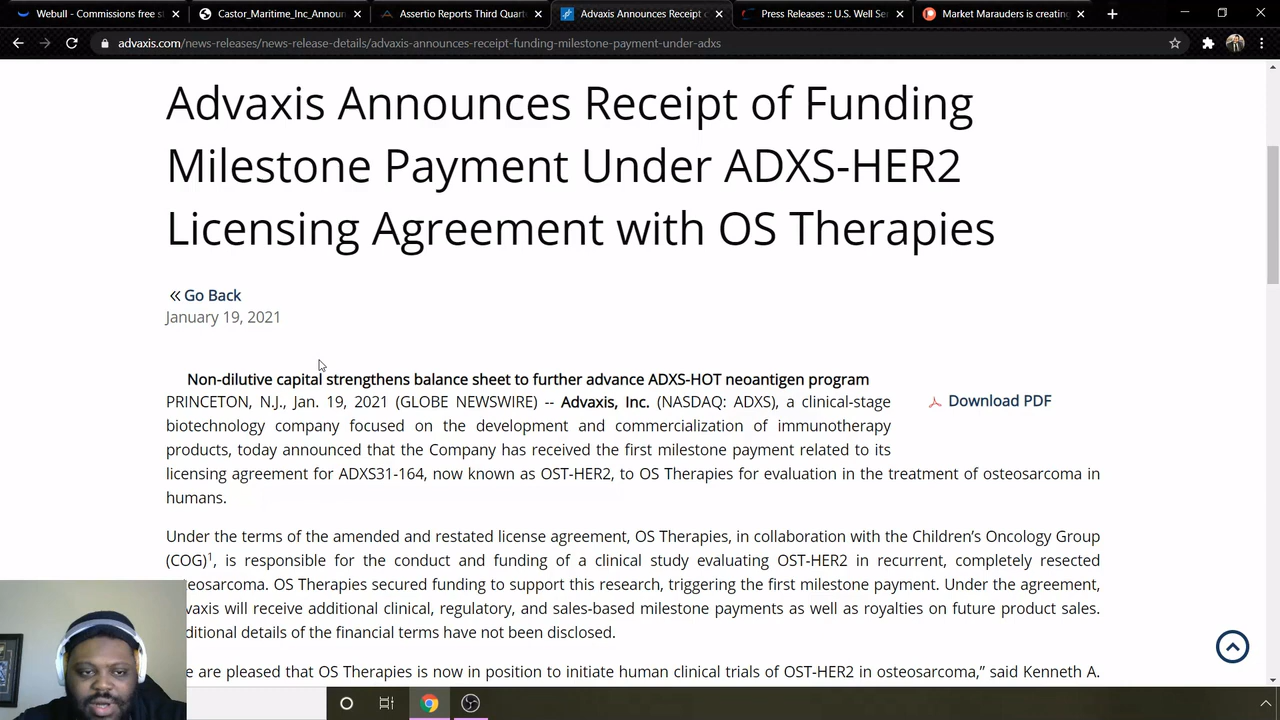 Webull - Commissions free s
Castor_Maritime_Inc_Announ
Assertio Reports Third Quart
Advaxis Announces Receipt o
Press Releases :: U.S. Well Se
Market Marauders is creating
advaxis.com/news-releases/news-release-details/advaxis-announces-receipt-funding-milestone-payment-under-adxs
Advaxis Announces Receipt of Funding
Milestone Payment Under ADXS-HER2
Licensing Agreement with OS Therapies
Go Back
January 19, 2021
Non-dilutive capital strengthens balance sheet to further advance ADXS-HOT neoantigen program
PRINCETON, N.J., Jan. 19, 2021 (GLOBE NEWSWIRE) -- Advaxis, Inc. (NASDAQ: ADXS), a clinical-stage
Download PDF
biotechnology company focused on the development and commercialization of immunotherapy
products, today announced that the Company has received the first milestone payment related to its
licensing agreement for ADXS31-164, now known as OST-HER2, to OS Therapies for evaluation in the treatment of osteosarcoma in
humans.
Under the terms of the amended and restated license agreement, OS Therapies, in collaboration with the Children's Oncology Group
(COG)1, is responsible for the conduct and funding of a clinical study evaluating OST-HER2 in recurrent, completely resected
eosarcoma. OS Therapies secured funding to support this research, triggering the first milestone payment. Under the agreement,
vaxis will receive additional clinical, regulatory, and sales-based milestone payments as well as royalties on future product sales.
ditional details of the financial terms have not been disclosed.
e are pleased that OS Therapies is now in position to initiate human clinical trials of OST-HER2 in osteosarcoma,” said Kenneth A.